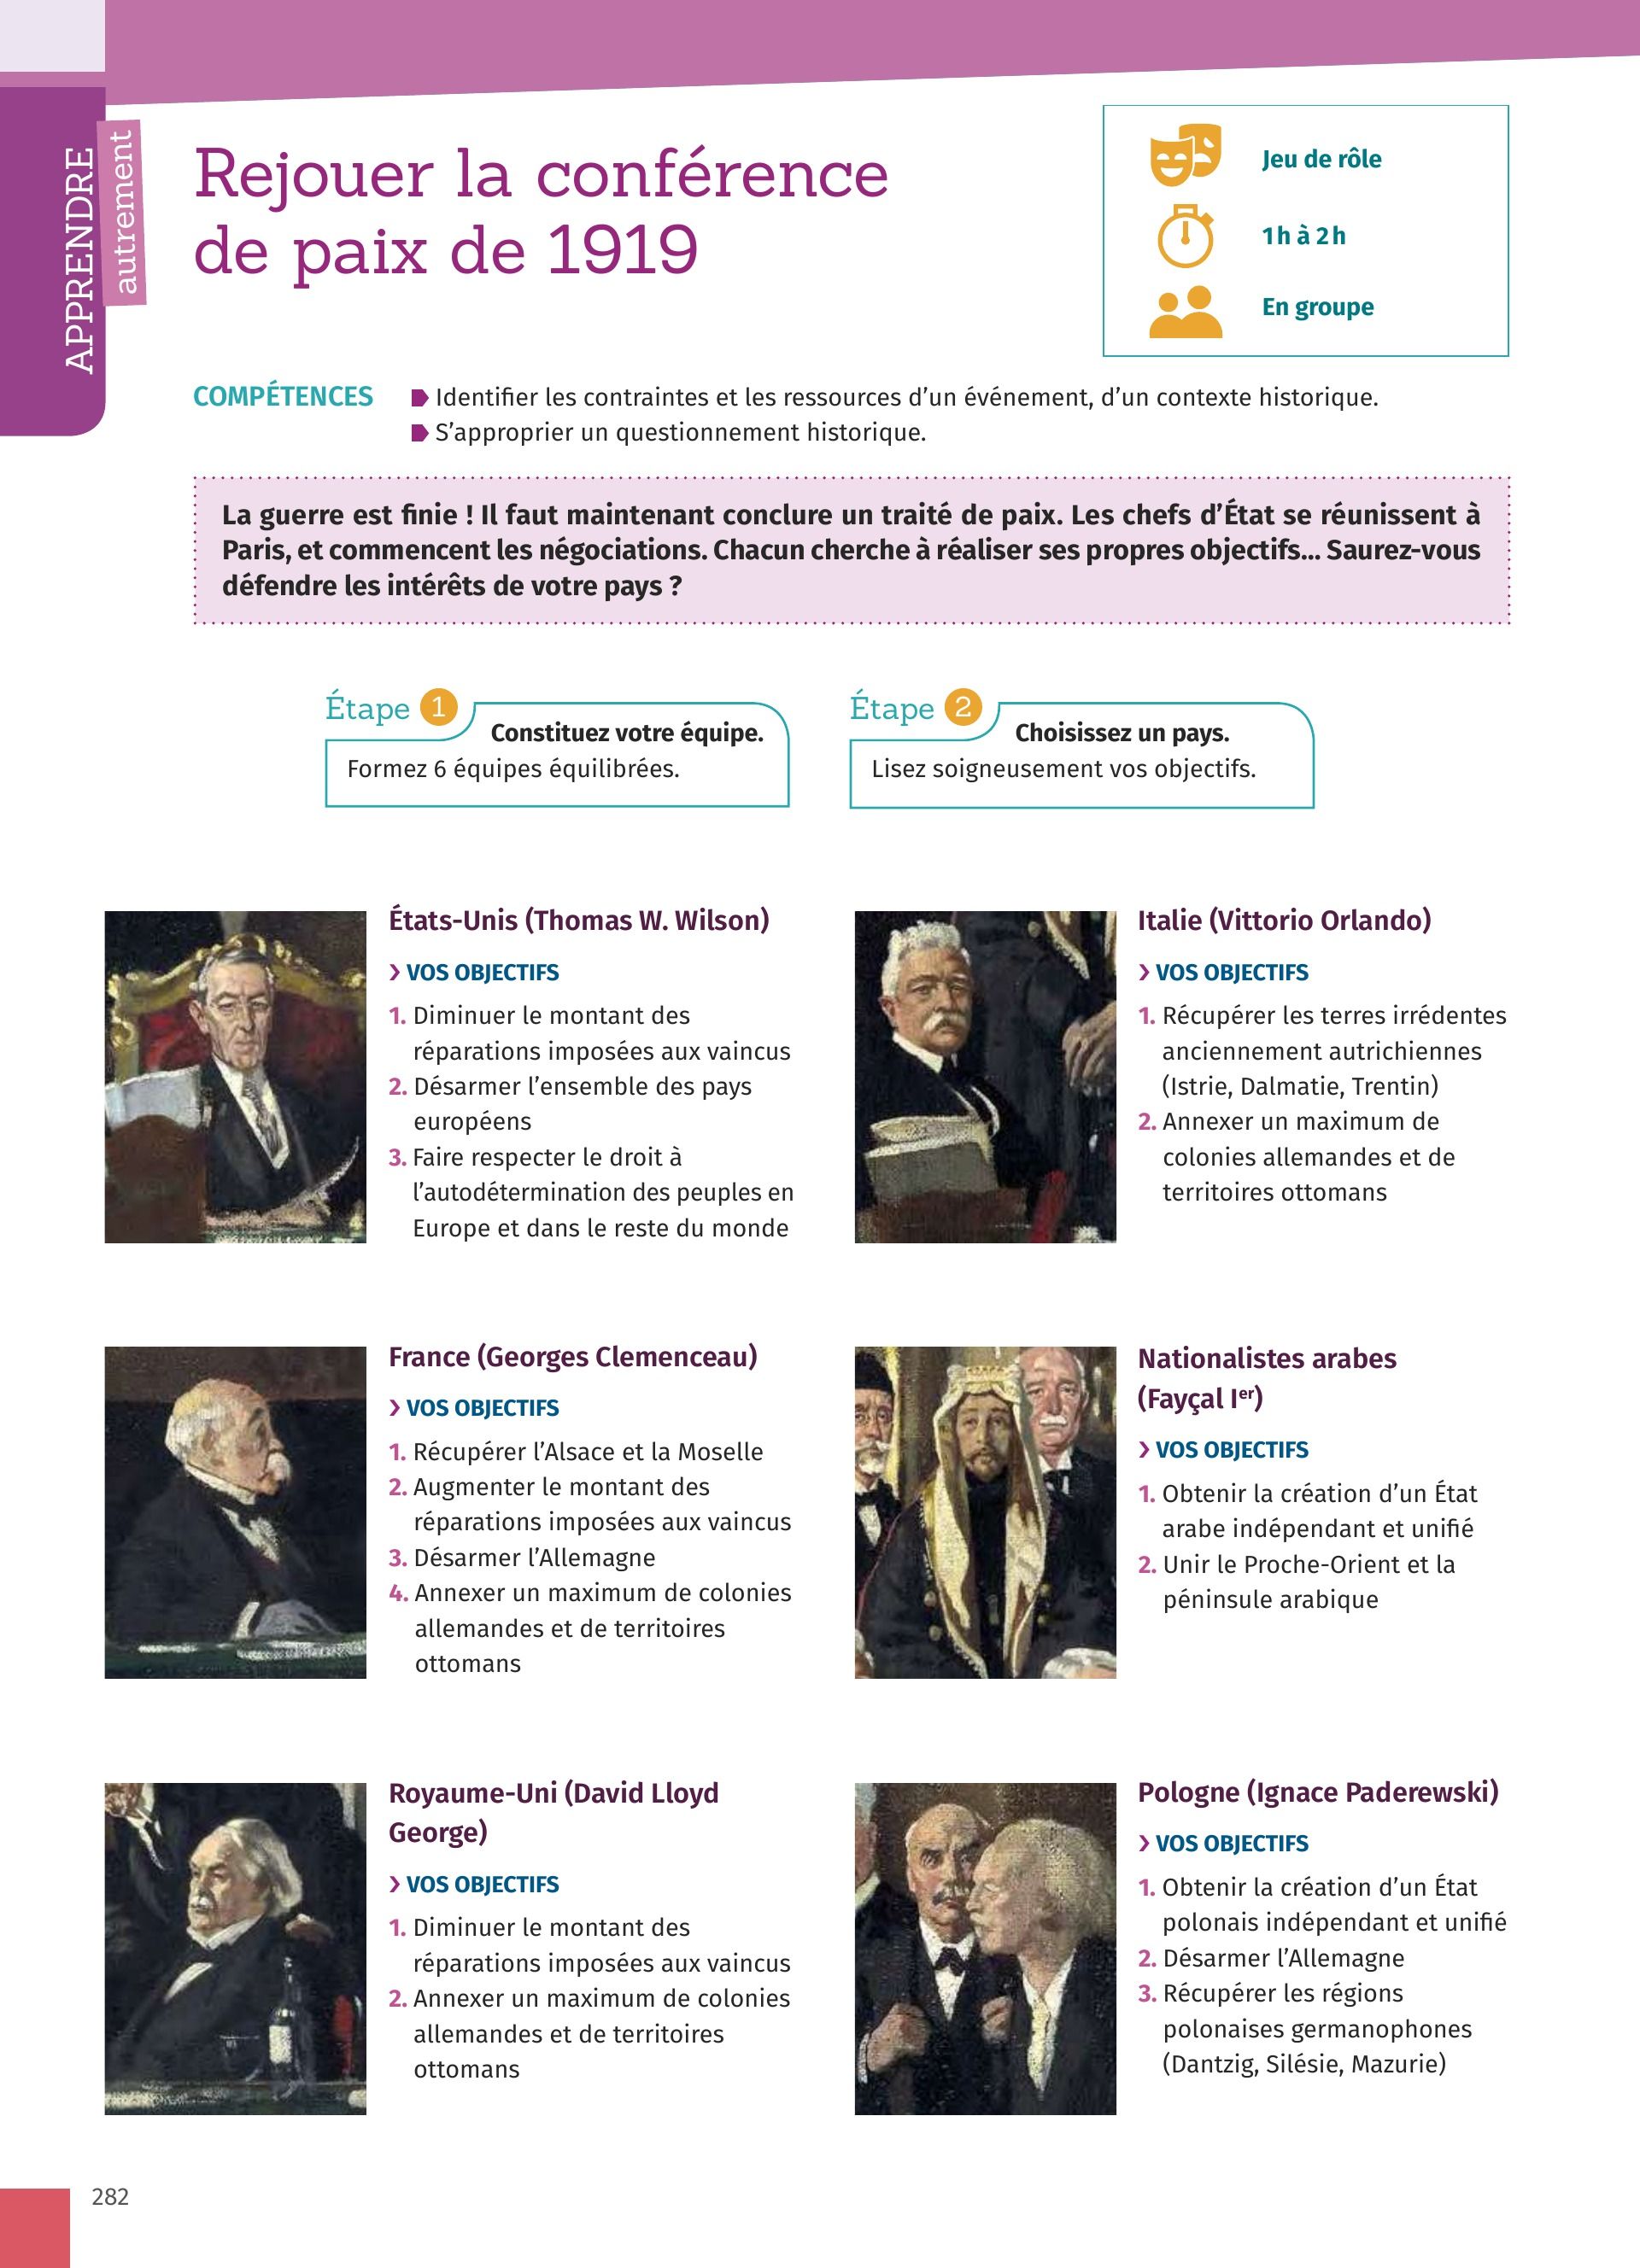 APPRENDRE
autrement
Rejouer la conférence
de paix de 1919
Jeu de rôle
1 h à 2 h
En groupe
COMPÉTENCES
Identifier les contraintes et les ressources d’un événement, d’un contexte historique.
S’approprier un questionnement historique.
La guerre est finie ! Il faut maintenant conclure un traité de paix. Les chefs d’État se réunissent à
Paris, et commencent les négociations. Chacun cherche à réaliser ses propres objectifs... Saurez-vous
défendre les intérêts de votre pays ?
Étape 1
Constituez votre équipe.
Formez 6 équipes équilibrées.
Étape 2
Choisissez un pays.
Lisez soigneusement vos objectifs.
États-Unis (Thomas W. Wilson)
› VOS OBJECTIFS
1. Diminuer le montant des
réparations imposées aux vaincus
2. Désarmer l’ensemble des pays
européens
3. Faire respecter le droit à
l’autodétermination des peuples en
Europe et dans le reste du monde
Italie (Vittorio Orlando)
› VOS OBJECTIFS
1. Récupérer les terres irrédentes
anciennement autrichiennes
(Istrie, Dalmatie, Trentin)
2. Annexer un maximum de
colonies allemandes et de
territoires ottomans
France (Georges Clemenceau)
› VOS OBJECTIFS
1. Récupérer l’Alsace et la Moselle
2. Augmenter le montant des
réparations imposées aux vaincus
3. Désarmer l’Allemagne
4. Annexer un maximum de colonies
allemandes et de territoires
ottomans
Nationalistes arabes
(Fayçal Ier)
› VOS OBJECTIFS
1. Obtenir la création d’un État
arabe indépendant et unifié
2. Unir le Proche-Orient et la
péninsule arabique
Royaume-Uni (David Lloyd
George)
› VOS OBJECTIFS
1. Diminuer le montant des
réparations imposées aux vaincus
2. Annexer un maximum de colonies
allemandes et de territoires
ottomans
Pologne (Ignace Paderewski)
› VOS OBJECTIFS
1. Obtenir la création d’un État
polonais indépendant et unifié
2. Désarmer l’Allemagne
3. Récupérer les régions
polonaises germanophones
(Dantzig, Silésie, Mazurie)
282